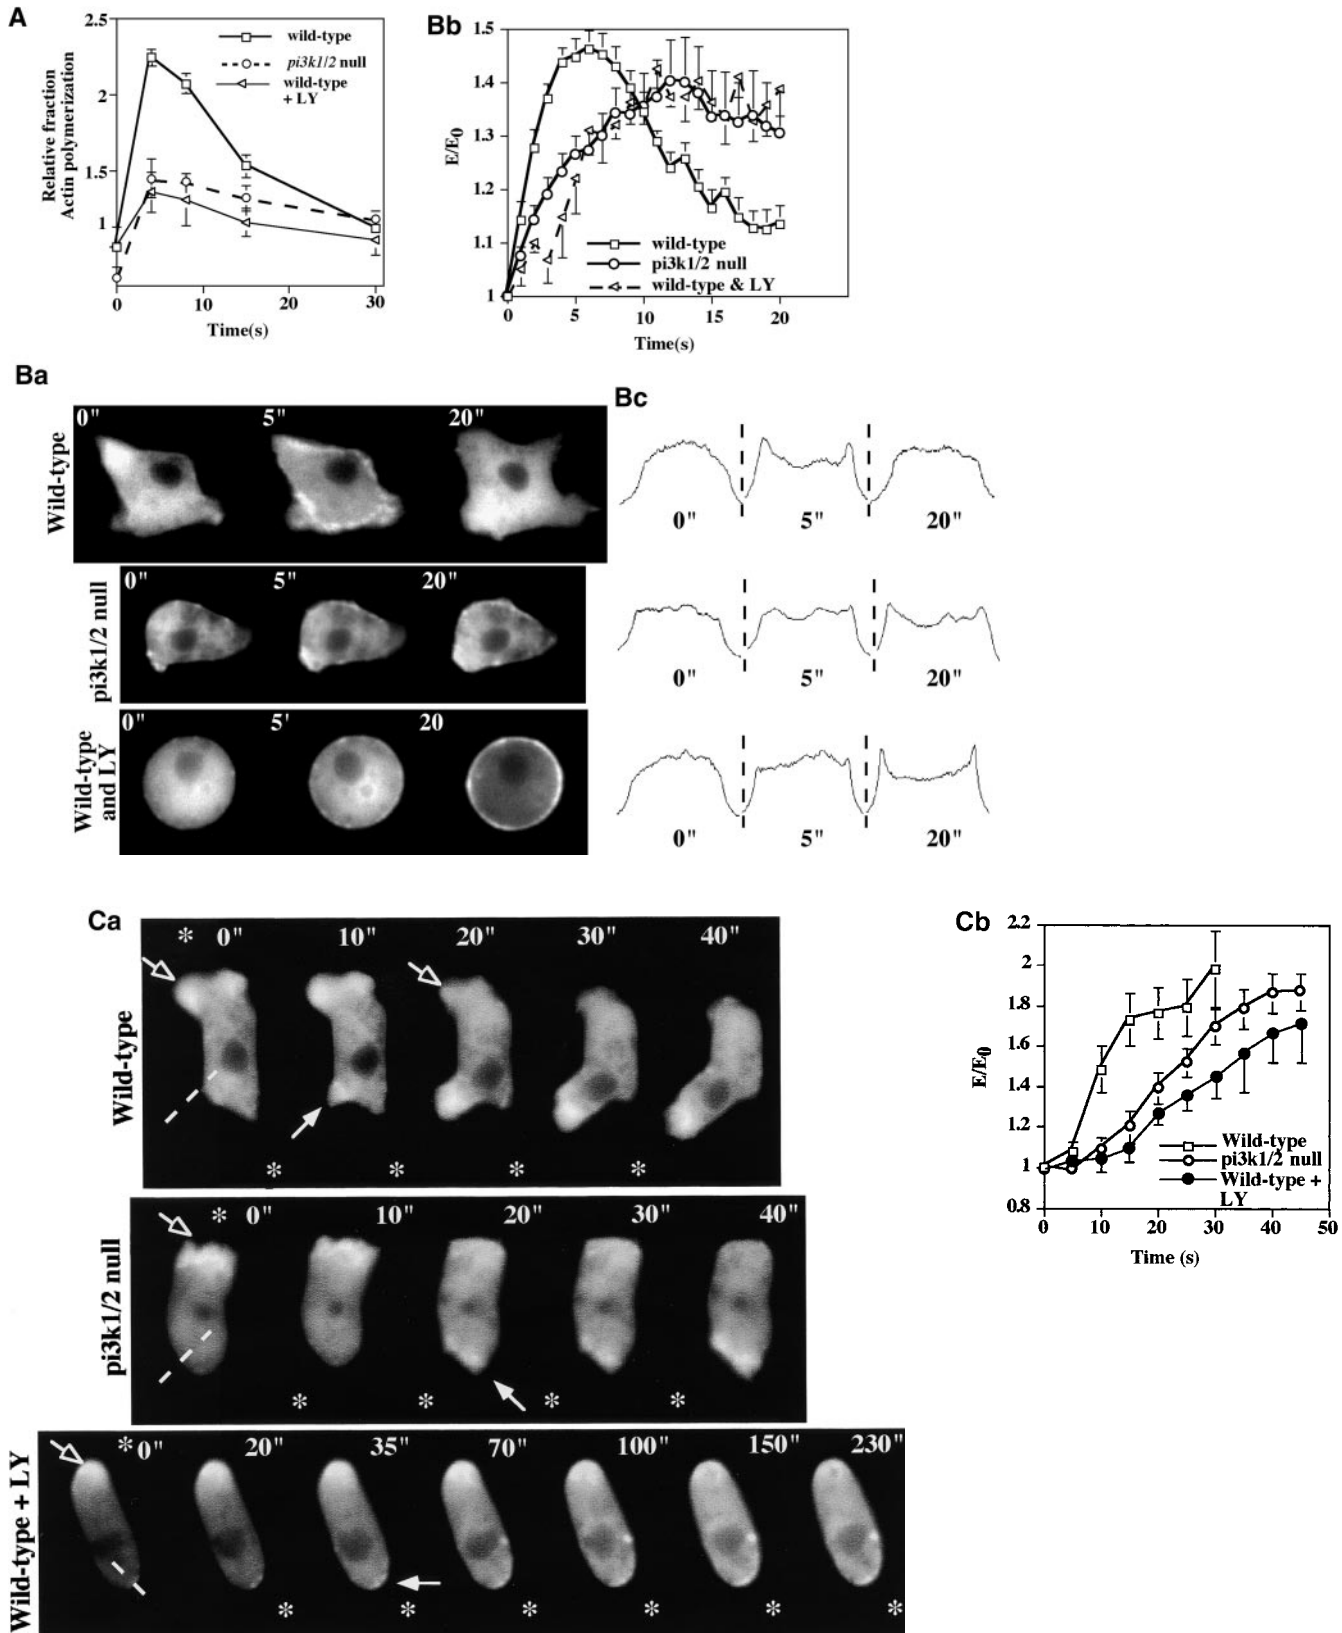 A
2.5
2
1.5
1
Relative fraction
Actin polymerization
wild-type
pi3k1/2 null
wild-type
+ LY
0
10
20
30
Time(s)
Bb
1.5
1.4
1.3
1.2
1.1
1
E/E0
wild-type
pi3k1/2 null
wild-type & LY
0
5
10
15
20
Time(s)
Ba
Wild-type
0"
5"
20"
pi3k1/2 null
0"
5"
20"
Wild-type
and LY
0"
5'
20
Bc
0"
5"
20"
0"
5"
20"
0"
5"
20"
Ca
Wild-type
* 0"
10"
20"
30"
40"
* * * *
pi3k1/2 null
* 0"
10"
20"
30"
40"
* * * *
Wild-type + LY
* 0"
20"
35"
70"
100"
150"
230"
* * * * * *
Cb
2.2
2
1.8
1.6
1.4
1.2
1
0.8
E/E0
Wild-type
pi3k1/2 null
Wild-type +
LY
0
10
20
30
40
50
Time (s)